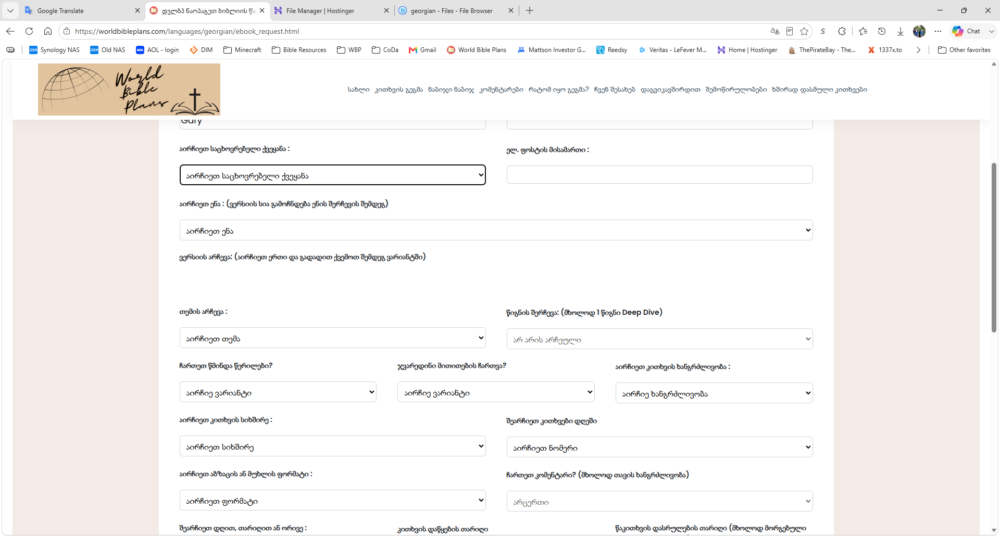 Google Translate
დვლბპ ნაოპაგეთ ბიბლიის წა
File Manager | Hostinger
georgian - Files - File Browser
https://worldbibleplans.com/languages/georgian/ebook_request.html
Chat
Synology NAS
Old NAS
AOL - login
DIM
Minecraft
Bible Resources
WBP
CoDa
Gmail
World Bible Plans
Mattson Investor G...
Reedsy
Veritas - LeFever M...
Home | Hostinger
ThePirateBay - The...
1337x.to
Other favorites
World
Bible
Plans
სახლი კითხვის გეგმა ნაბიჯი ნაბიჯ კომენტარები რატომ იყო გეგმა? ჩვენ შესახებ დაგვიკავშირდით შემოწირულობები ხშირად დასმული კითხვები
Gary
აირჩიეთ საცხოვრებელი ქვეყანა :
ელ. ფოსტის მისამართი :
აირჩიეთ საცხოვრებელი ქვეყანა
აირჩიეთ ენა : (ვერსიის სია გამოჩნდება ენის შერჩევის შემდეგ)
აირჩიეთ ენა
ვერსიის არჩევა: (აირჩიეთ ერთი და გადადით ქვემოთ შემდეგ ვარიანტში)
თემის არჩევა :
წიგნის შერჩევა: (მხოლოდ 1 წიგნი Deep Dive)
აირჩიეთ თემა
არ არის არჩეული
ჩართეთ წმინდა წერილები?
ჯვარედინი მითითების ჩართვა?
აირჩიეთ კითხვის ხანგრძლივობა :
აირჩიე ვარიანტი
აირჩიე ვარიანტი
აირჩიე ხანგრძლივობა
აირჩიეთ კითხვის სიხშირე :
შეარჩიეთ კითხვები დღეში
აირჩიეთ სიხშირე
აირჩიეთ ნომერი
აირჩიეთ აბზაცის ან მუხლის ფორმატი :
ჩართეთ კომენტარი? (მხოლოდ თავის ხანგრძლივობა)
აირჩიეთ ფორმატი
არცერთი
შეარჩიეთ დღით, თარიღით ან ორივე :
კითხვის დაწყების თარიღი
წაკითხვის დასრულების თარიღი (მხოლოდ მორგებული